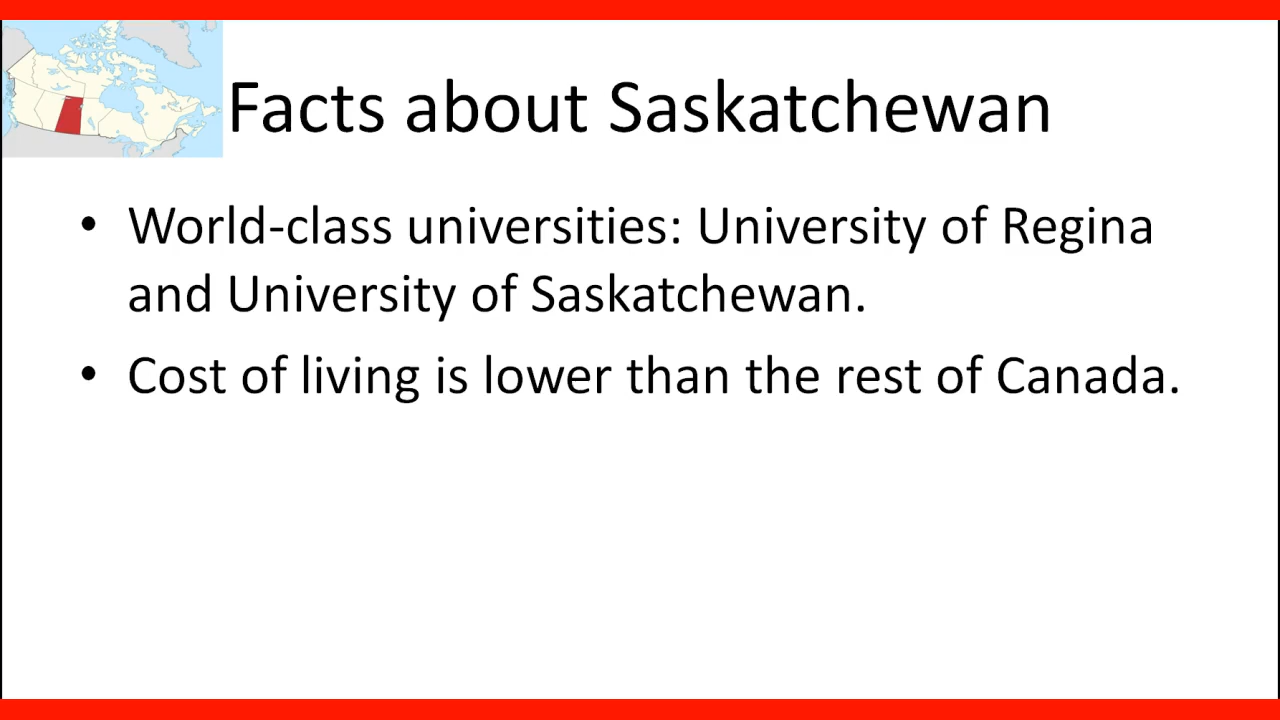 Facts about Saskatchewan
• World-class universities: University of Regina
and University of Saskatchewan.
• Cost of living is lower than the rest of Canada.